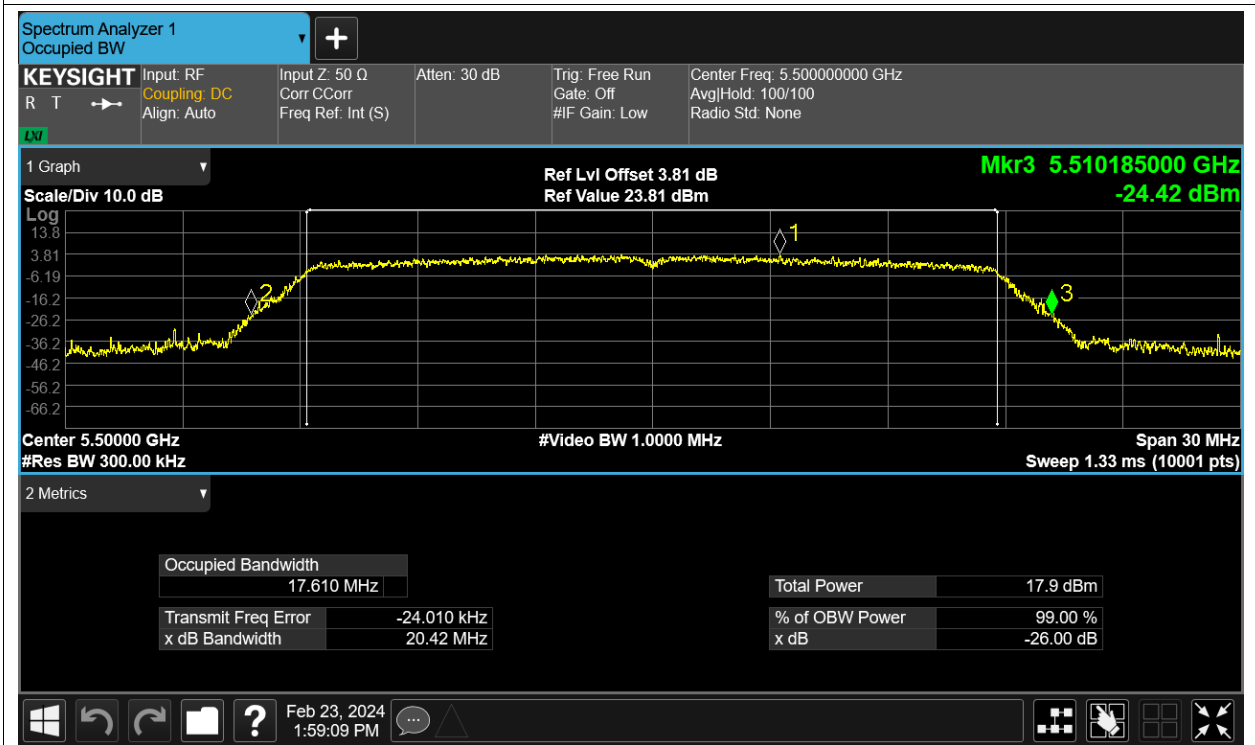 Spectrum Analyzer 1
Occupied BW
+
KEYSIGHT
R T
LXI
Input: RF
Coupling: DC
Align: Auto
Input Z: 50 Ω
Corr CCorr
Freq Ref: Int (S)
Atten: 30 dB
Trig: Free Run
Gate: Off
#IF Gain: Low
Center Freq: 5.500000000 GHz
Avg|Hold: 100/100
Radio Std: None
1 Graph
Scale/Div 10.0 dB
Ref Lvl Offset 3.81 dB
Ref Value 23.81 dBm
Mkr3 5.510185000 GHz
-24.42 dBm
Log
13.8
3.81
-6.19
-16.2
-26.2
-36.2
-46.2
-56.2
-66.2
1
2
3
Center 5.50000 GHz
#Res BW 300.00 kHz
#Video BW 1.0000 MHz
Span 30 MHz
Sweep 1.33 ms (10001 pts)
2 Metrics
Occupied Bandwidth
17.610 MHz
Transmit Freq Error -24.010 kHz
x dB Bandwidth 20.42 MHz
Total Power 17.9 dBm
% of OBW Power 99.00 %
x dB -26.00 dB
?
Feb 23, 2024
1:59:09 PM